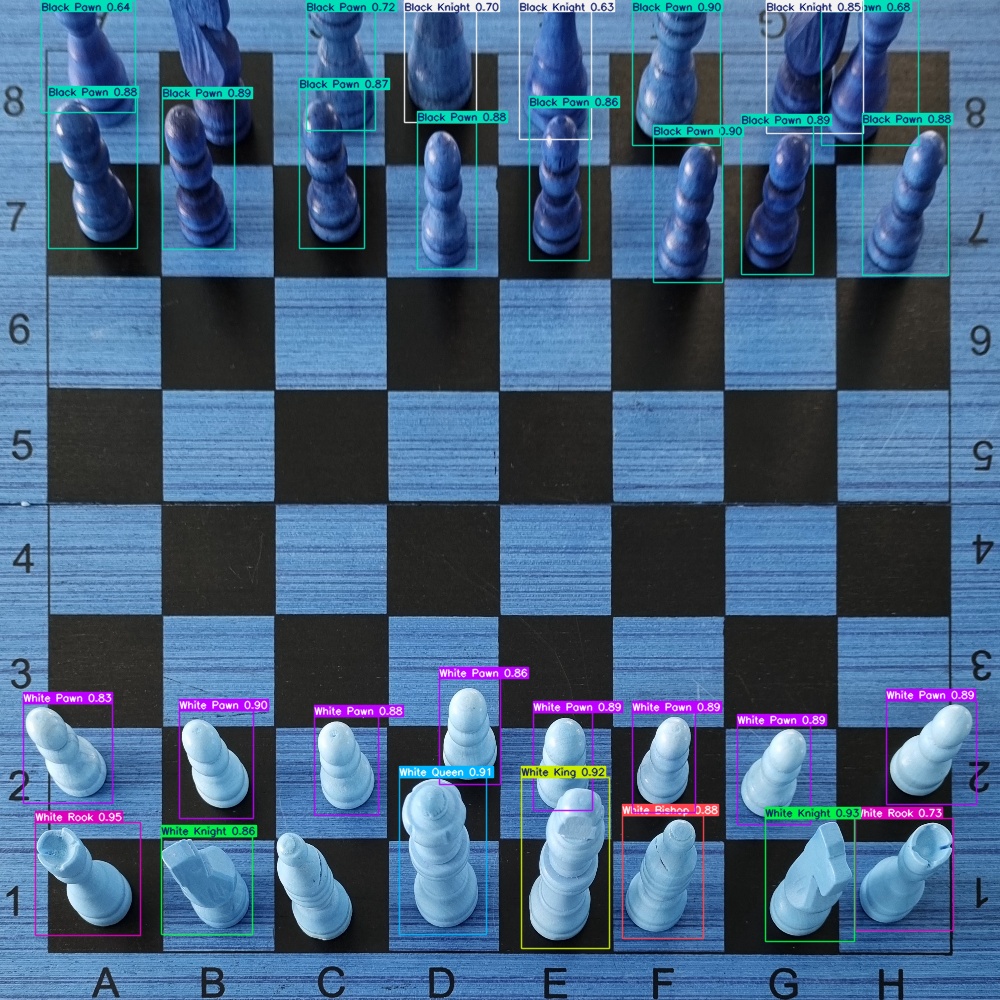 Black Pawn 0.64
Black Pawn 0.72
Black Knight 0.70
Black Knight 0.63
Black Pawn 0.90
Black Knight 0.85
wn 0.68
G
8
Black Pawn 0.88
Black Pawn 0.89
Black Pawn 0.87
Black Pawn 0.88
Black Pawn 0.86
Black Pawn 0.90
Black Pawn 0.89
Black Pawn 0.88
8
7
7
6
6
5
5
4
4
3
3
White Pawn 0.83
White Pawn 0.90
White Pawn 0.88
White Pawn 0.86
White Pawn 0.89
White Pawn 0.89
White Pawn 0.89
White Pawn 0.89
2
2
White Rook 0.95
White Knight 0.86
White Queen 0.91
White King 0.92
White Bishop 0.88
White Knight 0.93
White Rook 0.73
1
1
A B C D E F G H